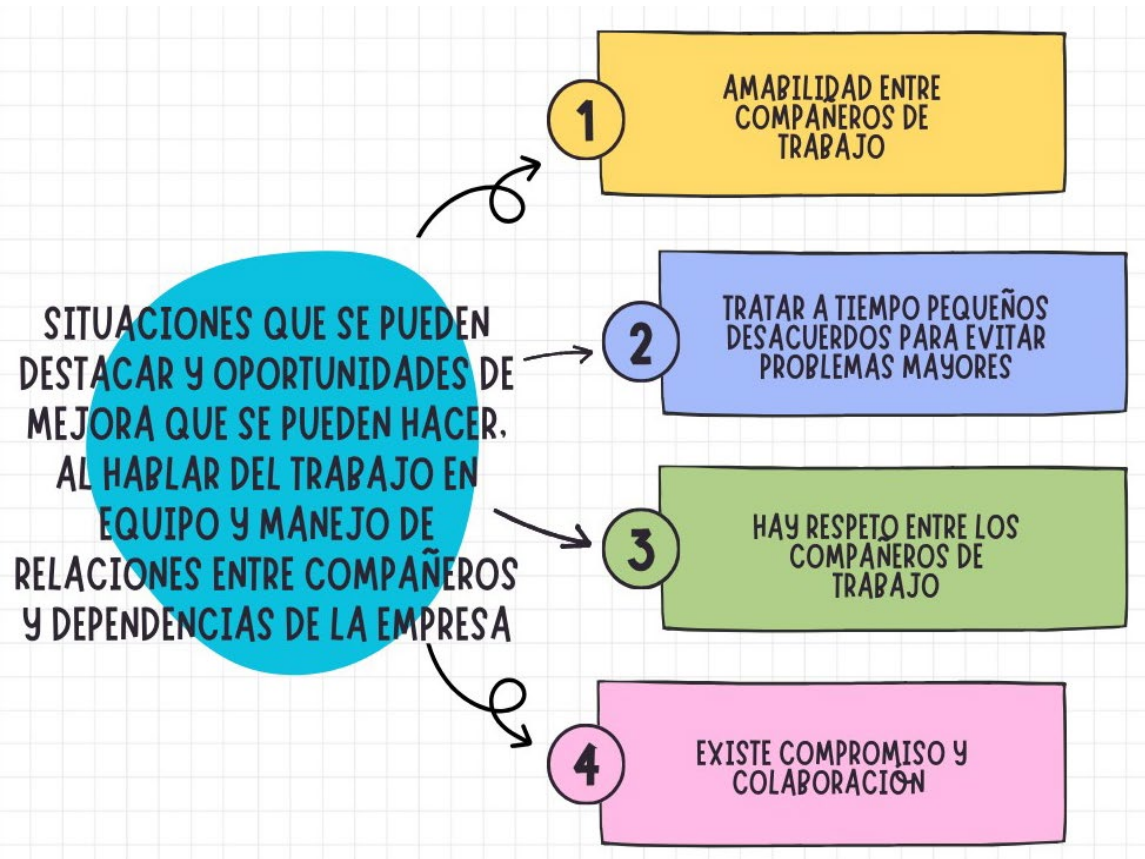 SITUACIONES QUE SE PUEDEN
DESTACAR Y OPORTUNIDADES DE
MEJORA QUE SE PUEDEN HACER,
AL HABLAR DEL TRABAJO EN
EQUIPO Y MANEJO DE
RELACIONES ENTRE COMPAÑEROS
Y DEPENDENCIAS DE LA EMPRESA
1
AMABILIDAD ENTRE
COMPAÑEROS DE
TRABAJO
2
TRATAR A TIEMPO PEQUEÑOS
DESACUERDOS PARA EVITAR
PROBLEMAS MAYORES
3
HAY RESPETO ENTRE LOS
COMPAÑEROS DE
TRABAJO
4
EXISTE COMPROMISO Y
COLABORACIÓN